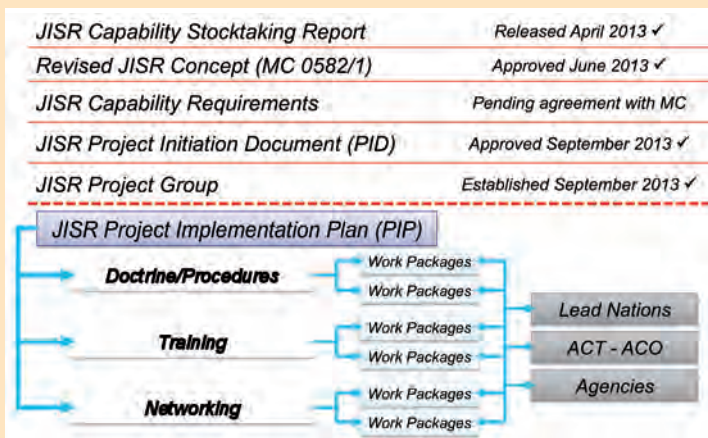 JISR Capability Stocktaking Report Released April 2013 ✓
Revised JISR Concept (MC 0582/1) Approved June 2013 ✓
JISR Capability Requirements Pending agreement with MC
JISR Project Initiation Document (PID) Approved September 2013 ✓
JISR Project Group Established September 2013 ✓
JISR Project Implementation Plan (PIP)
Doctrine/Procedures
Work Packages
Work Packages
Training
Work Packages
Work Packages
Networking
Work Packages
Work Packages
Lead Nations
ACT - ACO
Agencies